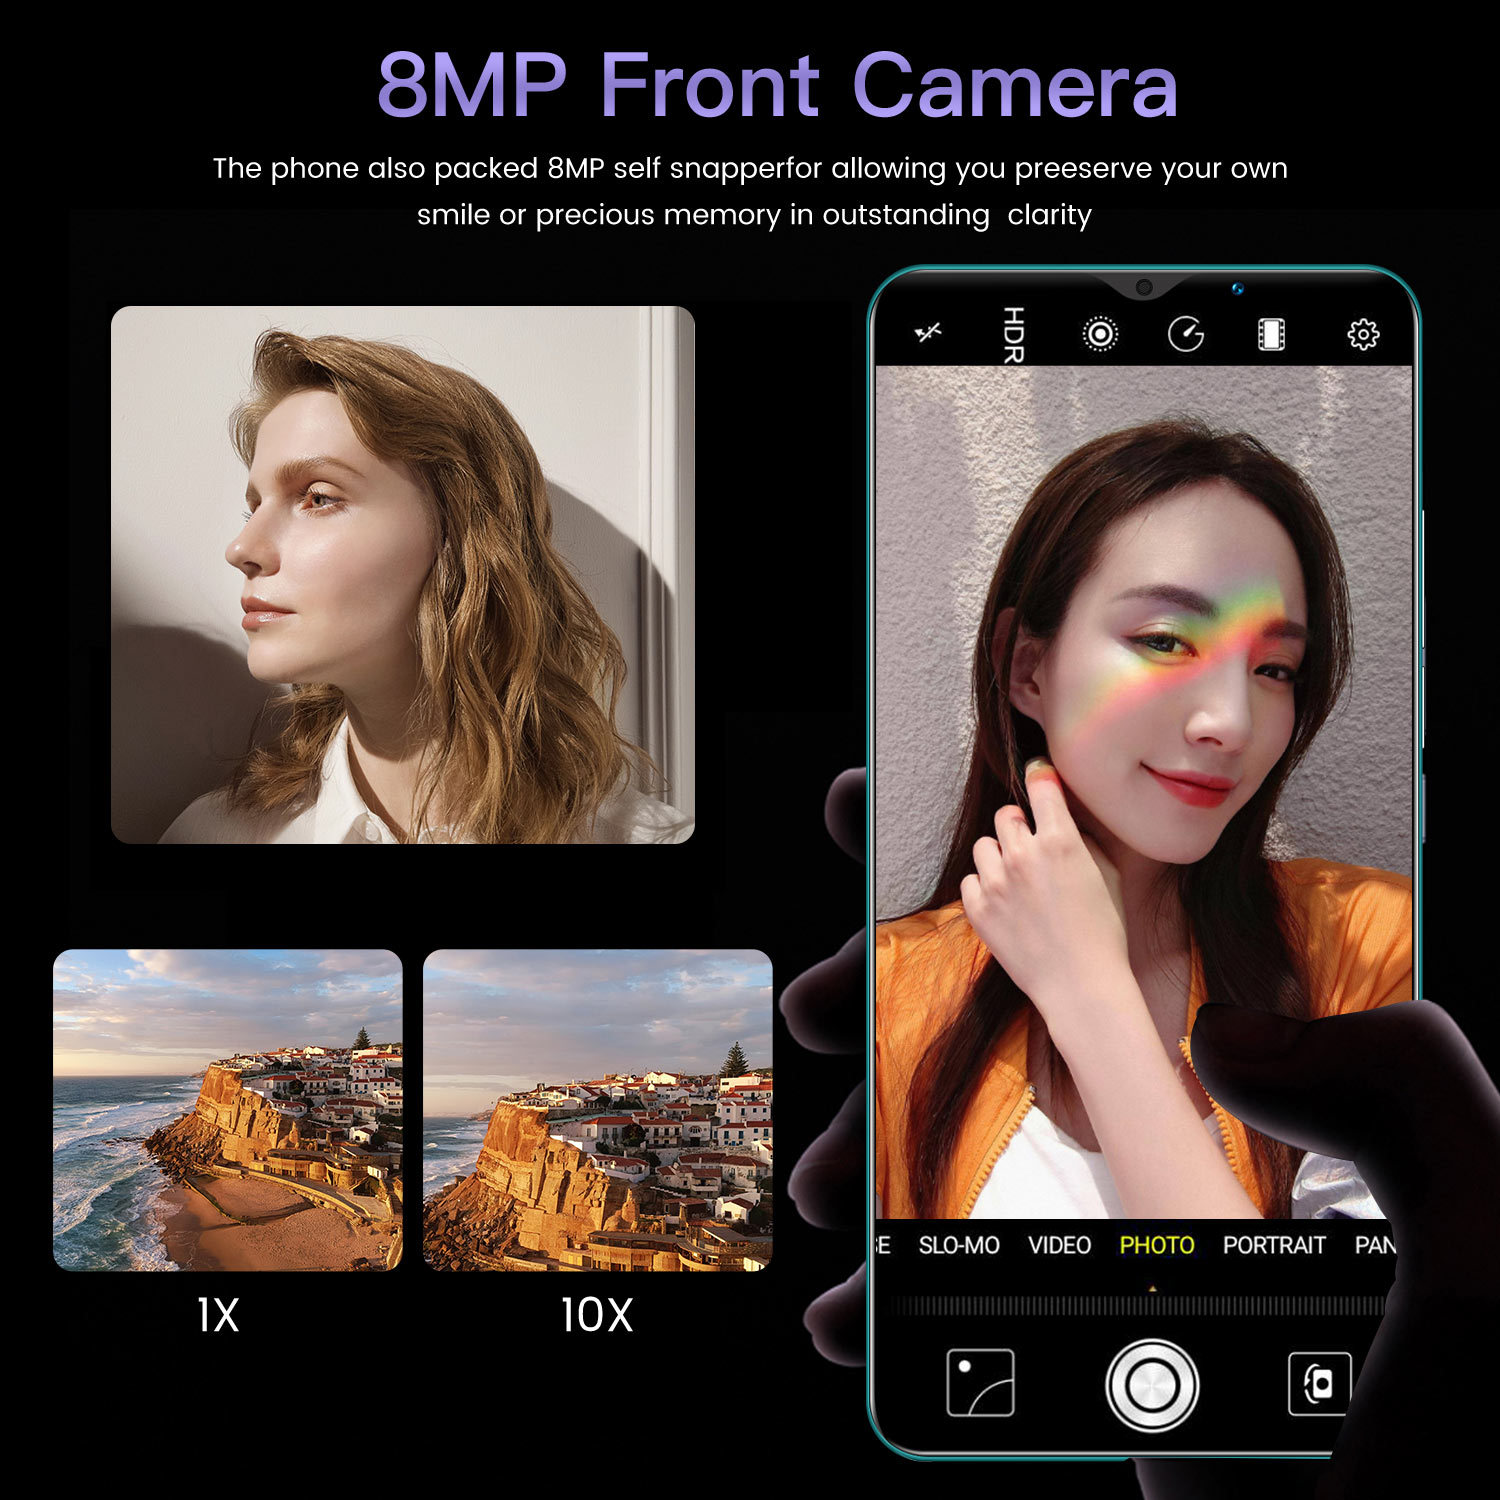 8MP Front Camera
The phone also packed 8MP self snapperfor allowing you preeserve your own
smile or precious memory in outstanding clarity
HDR
SE SLO-MO VIDEO PHOTO PORTRAIT PAN
1X 10X